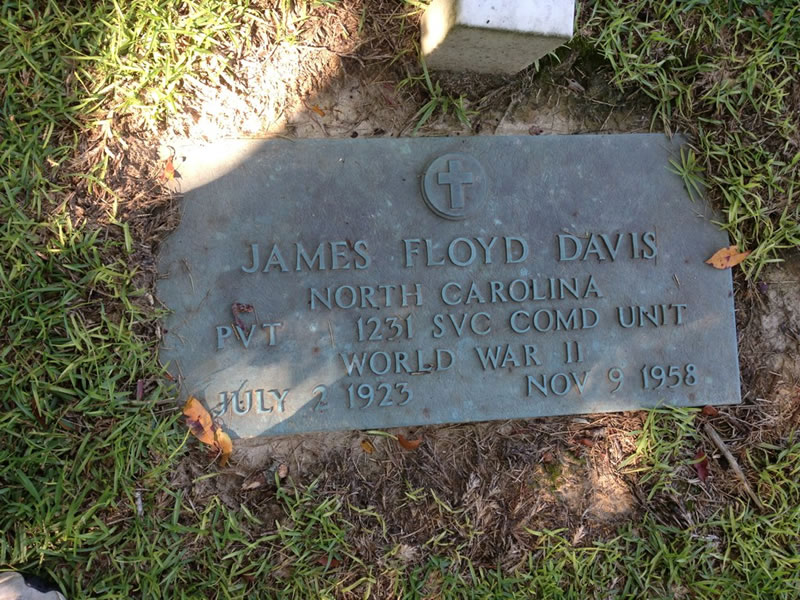 JAMES FLOYD DAVIS
NORTH CAROLINA
PVT 1231 SVC COMD UNIT
WORLD WAR II
JULY 2 1923 NOV 9 1958